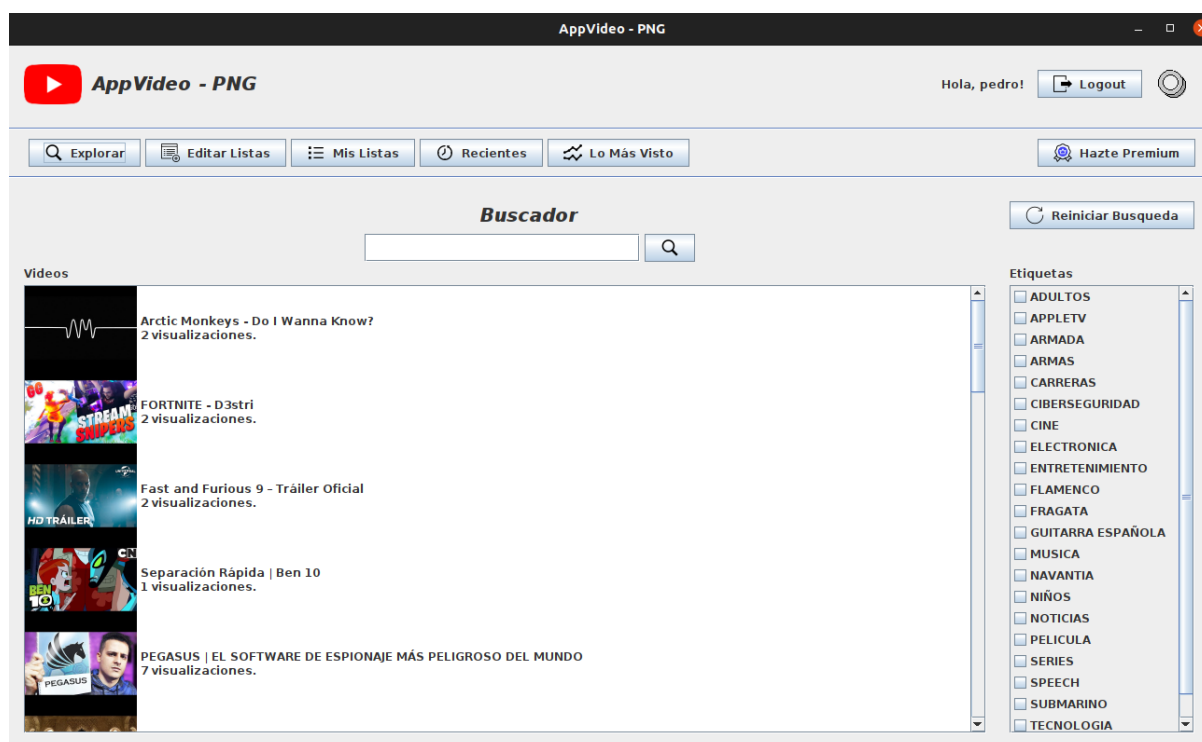 AppVideo - PNG
AppVideo - PNG
Hola, pedro!
Logout
Explorar
Editar Listas
Mis Listas
Recientes
Lo Más Visto
Hazte Premium
Buscador
Reiniciar Busqueda
Videos
Arctic Monkeys - Do I Wanna Know?
2 visualizaciones.
GO
STREAM
SNIPERS
FORTNITE - D3stri
2 visualizaciones.
HD TRÁILER
Fast and Furious 9 – Tráiler Oficial
2 visualizaciones.
CN
BEN
10
Separación Rápida | Ben 10
1 visualizaciones.
PEGASUS
PEGASUS | EL SOFTWARE DE ESPIONAJE MÁS PELIGROSO DEL MUNDO
7 visualizaciones.
Etiquetas
ADULTOS
APPLETV
ARMADA
ARMAS
CARRERAS
CIBERSEGURIDAD
CINE
ELECTRONICA
ENTRETENIMIENTO
FLAMENCO
FRAGATA
GUITARRA ESPAÑOLA
MUSICA
NAVANTIA
NIÑOS
NOTICIAS
PELICULA
SERIES
SPEECH
SUBMARINO
TECNOLOGIA